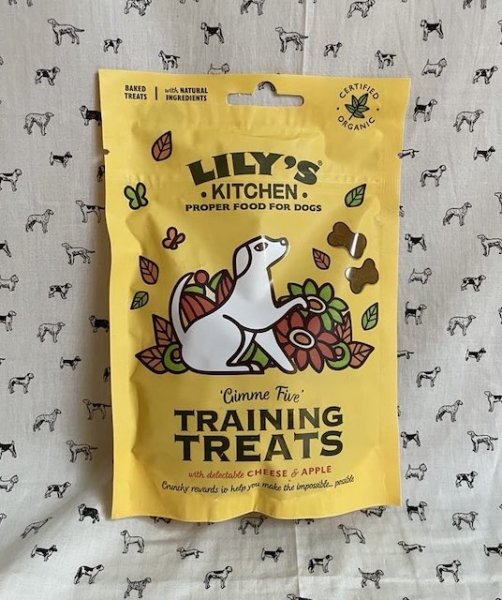 BAKED TREATS
with NATURAL INGREDIENTS
CERTIFIED ORGANIC
LILY'S
KITCHEN
PROPER FOOD FOR DOGS
'Gimme Five'
TRAINING
TREATS
with delectable CHEESE & APPLE
Crunchy rewards to help you make the impossible... possible